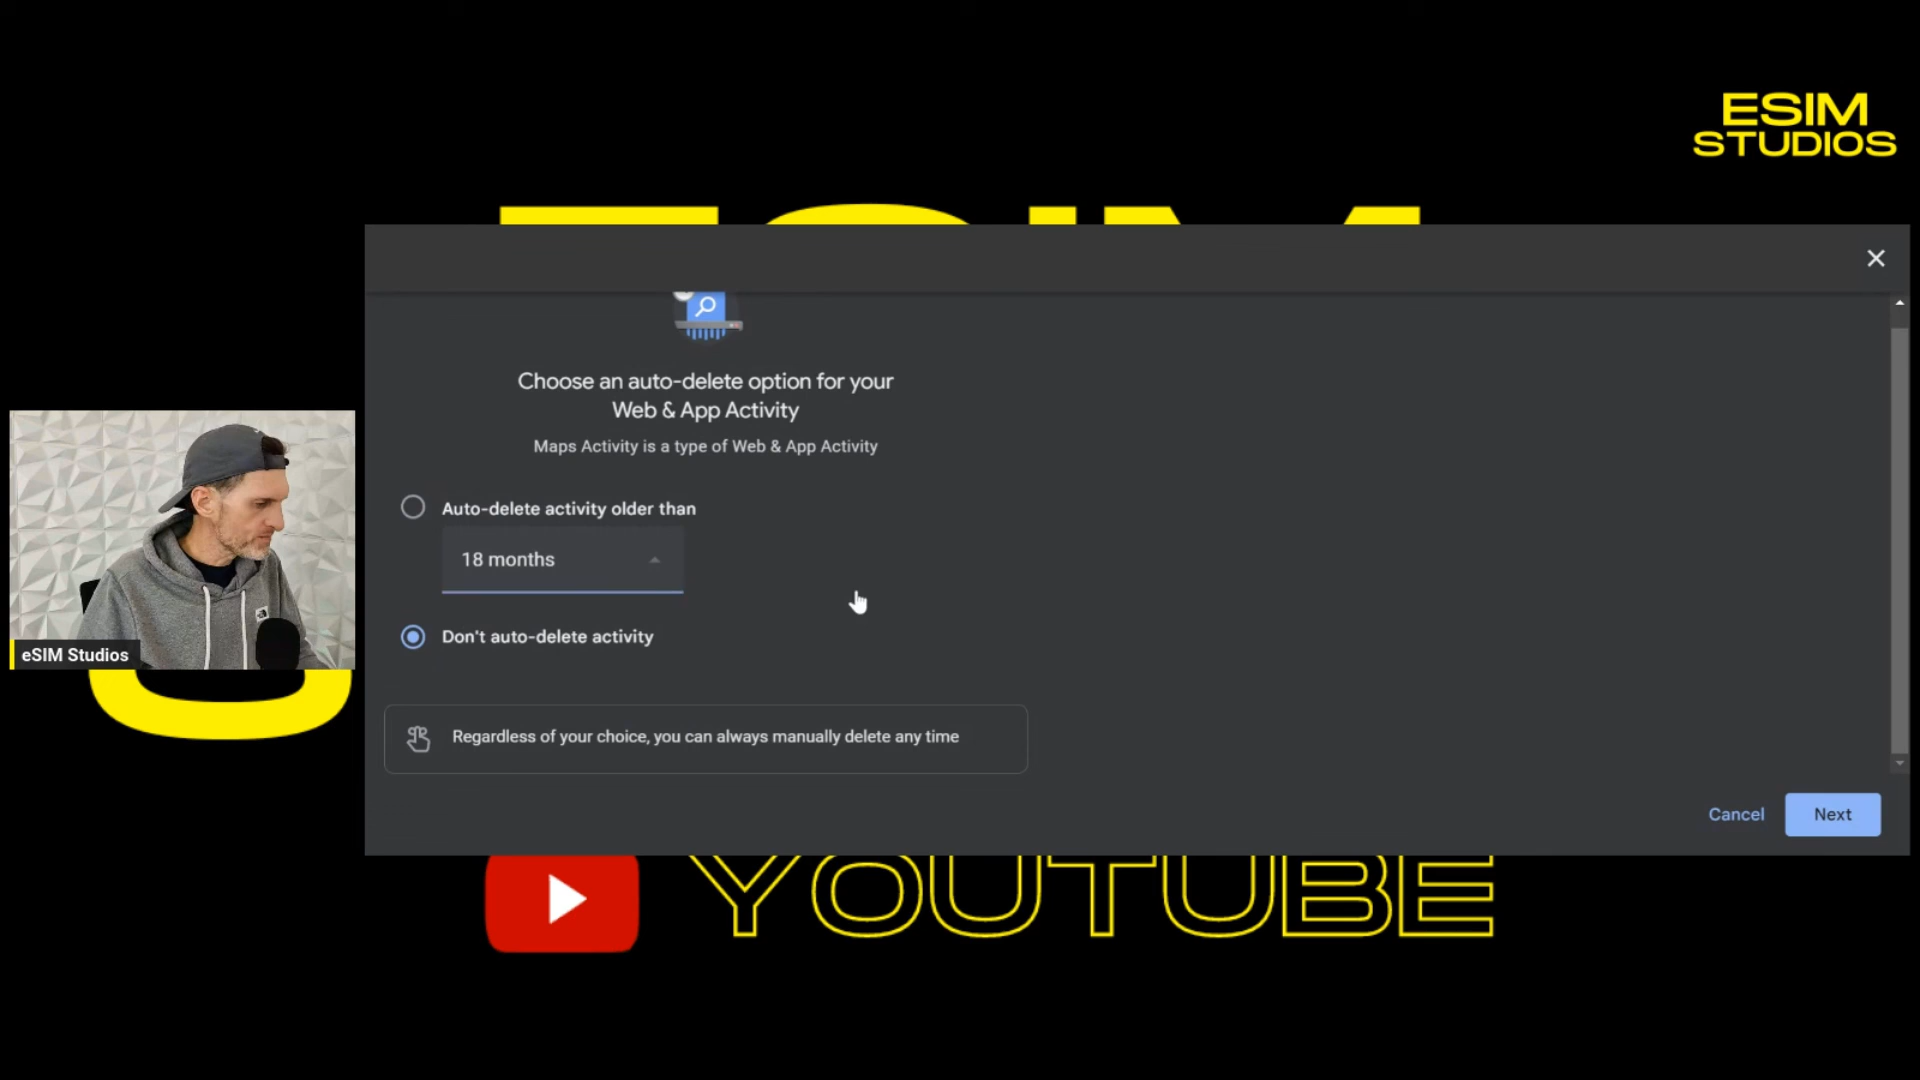 ESIM
STUDIOS
Choose an auto-delete option for your
Web & App Activity
Maps Activity is a type of Web & App Activity
Auto-delete activity older than
18 months
Don't auto-delete activity
eSIM Studios
Regardless of your choice, you can always manually delete any time
Cancel
Next
YOUTUBE